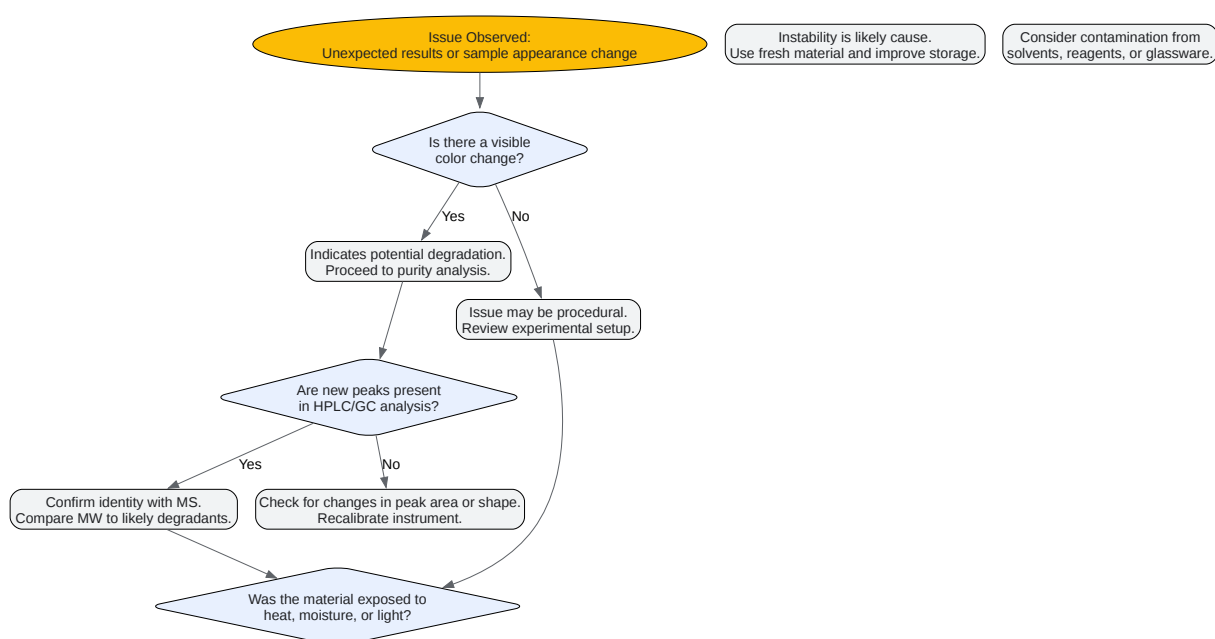 Issue Observed:
Unexpected results or sample appearance change
Instability is likely cause.
Use fresh material and improve storage.
Consider contamination from
solvents, reagents, or glassware.
Is there a visible
color change?
Yes
No
Indicates potential degradation.
Proceed to purity analysis.
Issue may be procedural.
Review experimental setup.
Are new peaks present
in HPLC/GC analysis?
Yes
No
Confirm identity with MS.
Compare MW to likely degradants.
Check for changes in peak area or shape.
Recalibrate instrument.
Was the material exposed to
heat, moisture, or light?